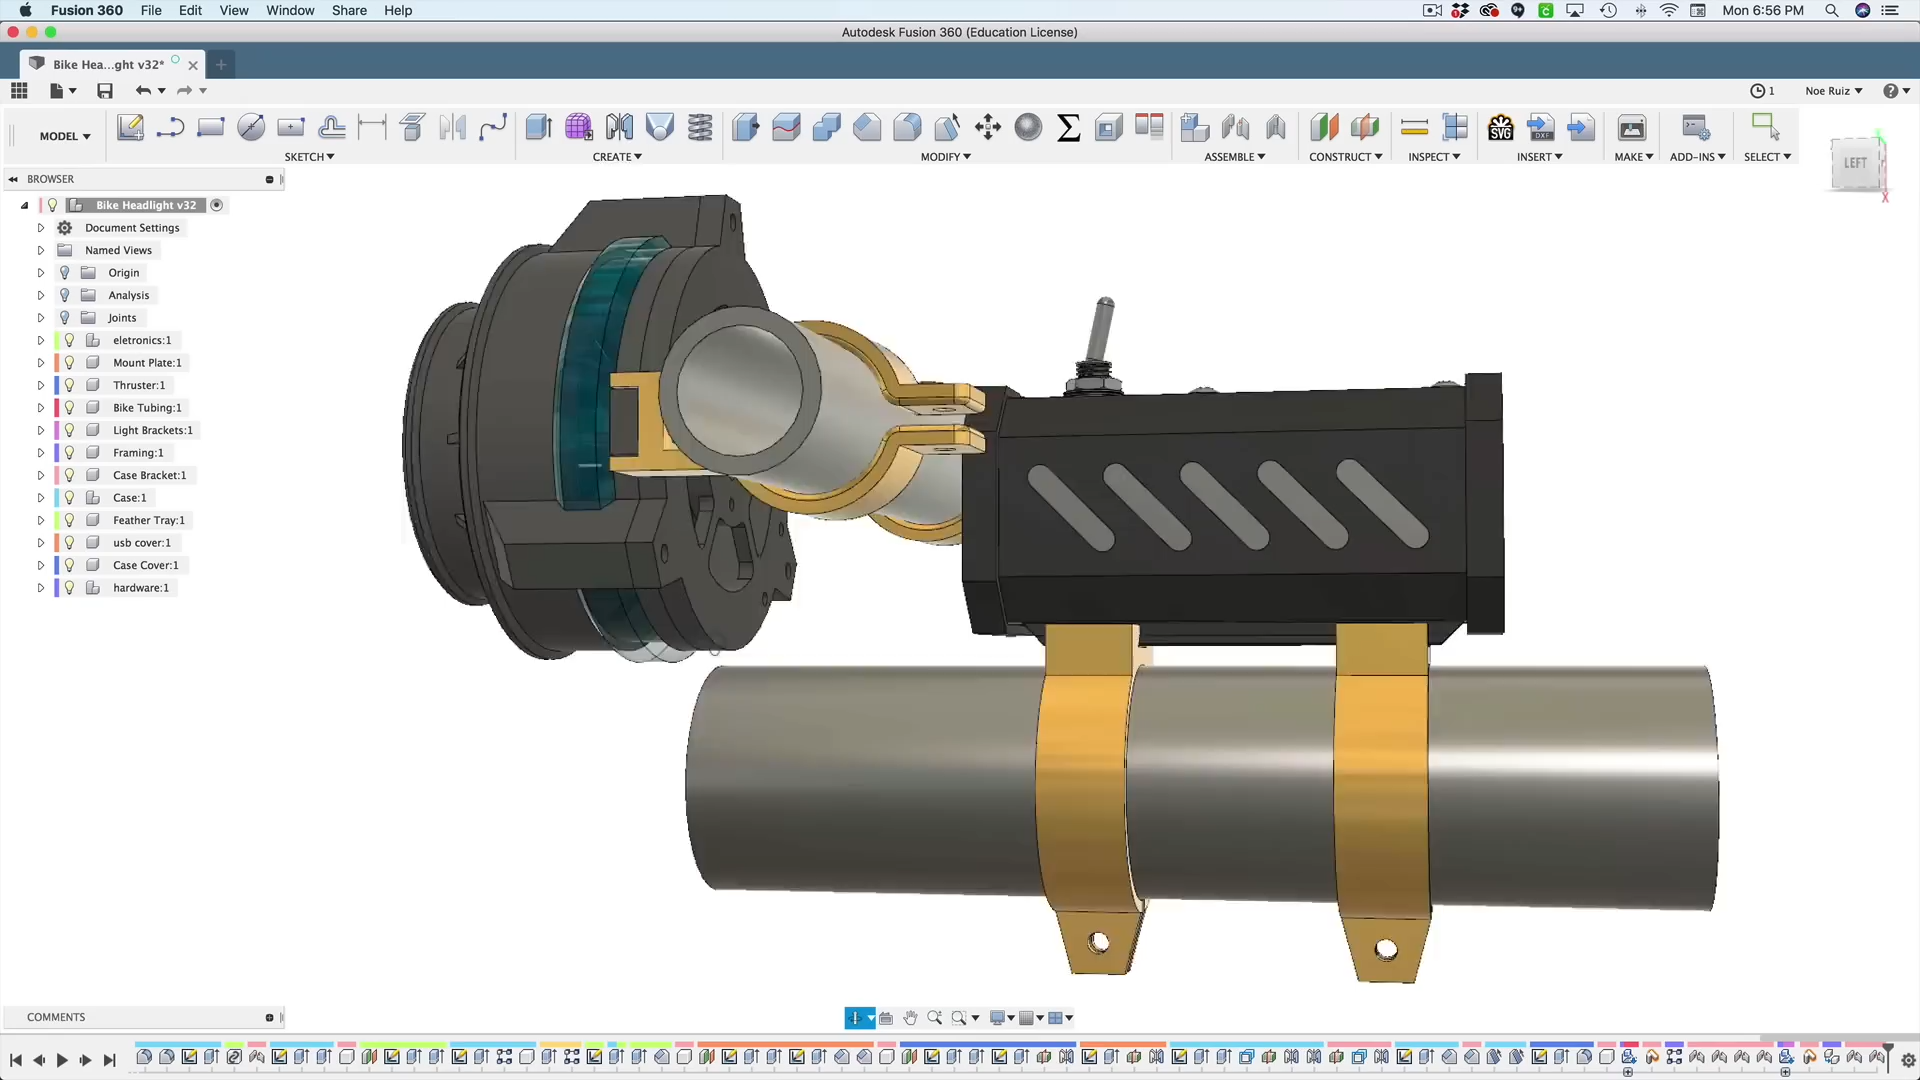 Fusion 360 File Edit View Window Share Help Mon 6:56 PM
Autodesk Fusion 360 (Education License)
Bike Hea...ght v32*
1 Noe Ruiz
MODEL
SKETCH CREATE MODIFY ASSEMBLE CONSTRUCT INSPECT INSERT MAKE ADD-INS SELECT
SVG DXF
LEFT
X
BROWSER
Bike Headlight v32
Document Settings
Named Views
Origin
Analysis
Joints
eletronics:1
Mount Plate:1
Thruster:1
Bike Tubing:1
Light Brackets:1
Framing:1
Case Bracket:1
Case:1
Feather Tray:1
usb cover:1
Case Cover:1
hardware:1
COMMENTS